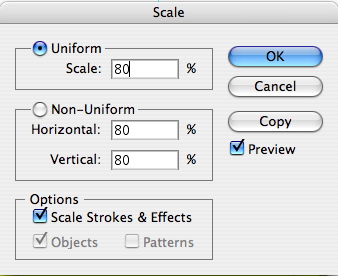 Scale
Uniform
Scale: 80 %
OK
Cancel
Non-Uniform
Horizontal: 80 %
Vertical: 80 %
Copy
Preview
Options
Scale Strokes & Effects
Objects Patterns